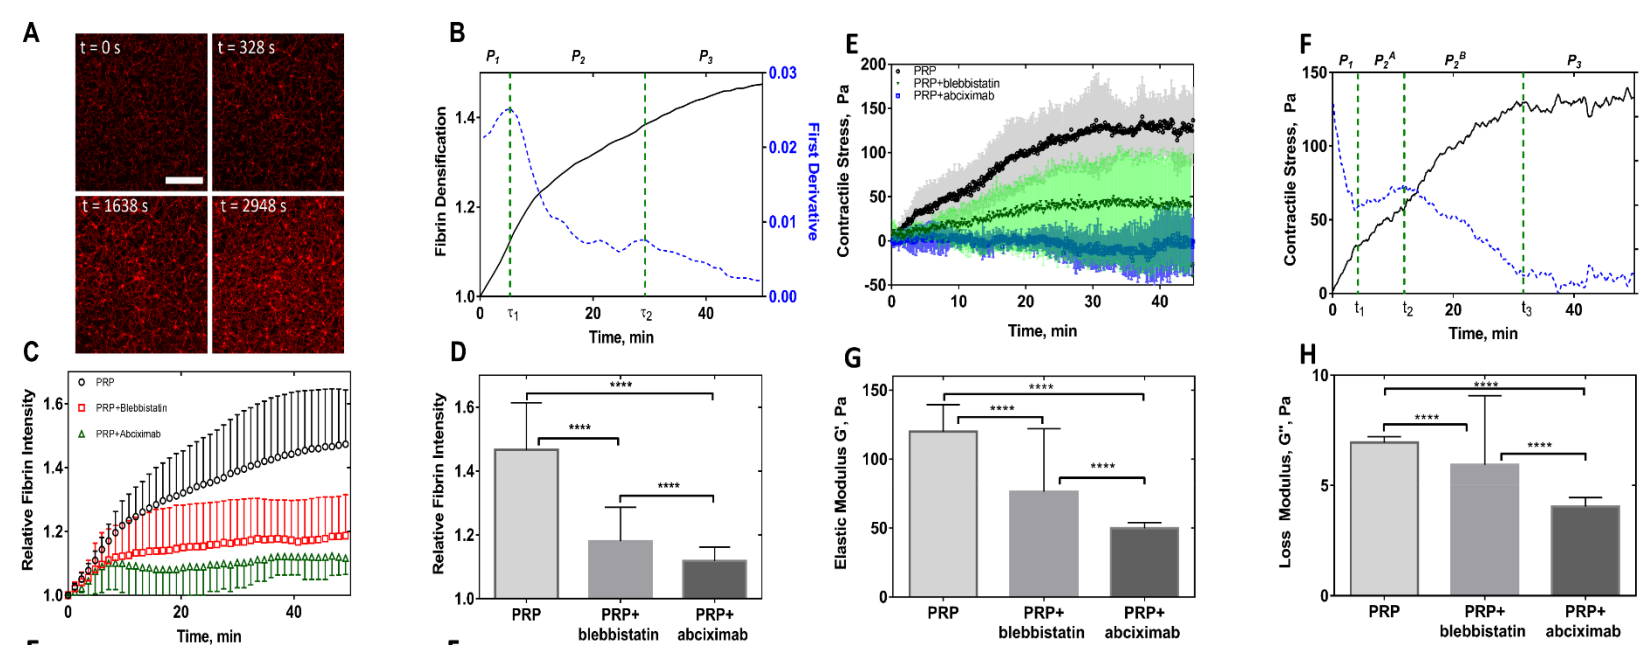 A
t = 0 s
t = 328 s
t = 1638 s
t = 2948 s
B
P1
P2
P3
Fibrin Densification
1.4
1.2
1.0
0.03
0.02
0.01
0.00
First Derivative
0
τ1
20
τ2
40
Time, min
C
Relative Fibrin Intensity
1.6
1.4
1.2
1.0
PRP
PRP+Blebbistatin
PRP+Abciximab
0
20
40
Time, min
D
Relative Fibrin Intensity
1.6
1.4
1.2
1.0
****
****
****
PRP
PRP+
blebbistatin
PRP+
abciximab
E
Contractile Stress, Pa
200
150
100
50
0
-50
PRP
PRP+blebbistatin
PRP+abciximab
0
10
20
30
40
Time, min
F
P1
P2A
P2B
P3
Contractile Stress, Pa
150
100
50
0
0
t1
t2
20
t3
40
Time, min
G
Elastic Modulus G', Pa
150
100
50
0
****
****
****
PRP
PRP+
blebbistatin
PRP+
abciximab
H
Loss Modulus, G'', Pa
10
5
0
****
****
****
PRP
PRP+
blebbistatin
PRP+
abciximab